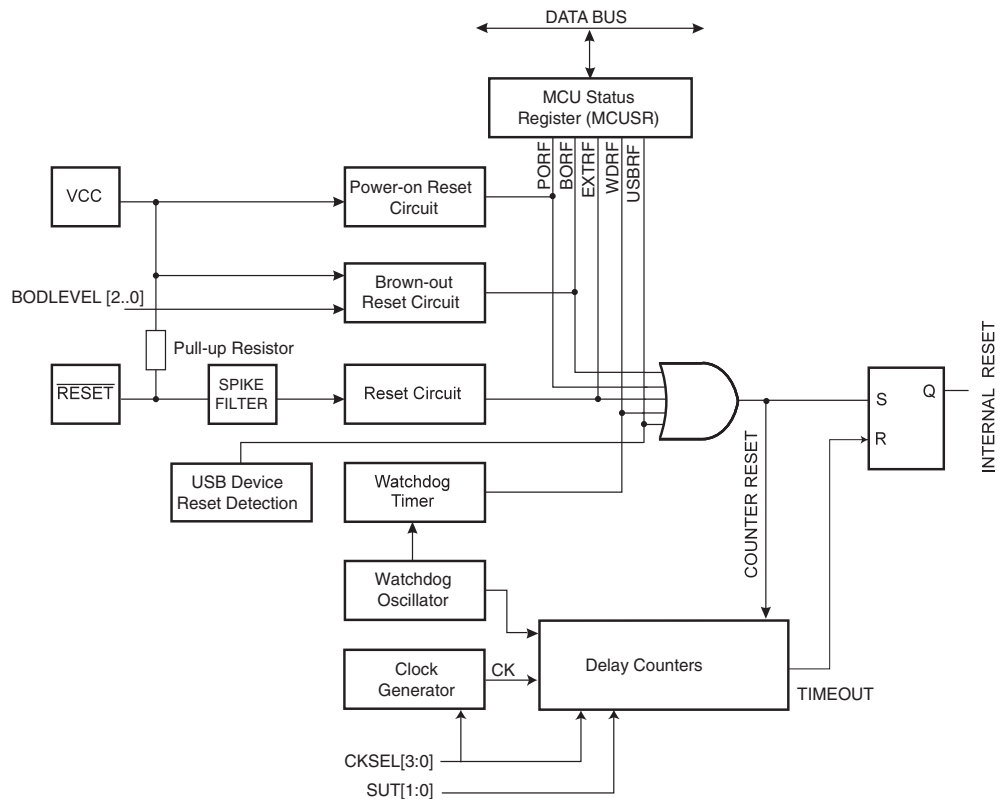 DATA BUS
MCU Status
Register (MCUSR)
PORF
BORF
EXTRF
WDRF
USBRF
VCC
Power-on Reset
Circuit
BODLEVEL [2..0]
Brown-out
Reset Circuit
Pull-up Resistor
RESET
SPIKE
FILTER
Reset Circuit
S
Q
R
INTERNAL RESET
USB Device
Reset Detection
Watchdog
Timer
COUNTER RESET
Watchdog
Oscillator
Clock
Generator
CK
Delay Counters
TIMEOUT
CKSEL[3:0]
SUT[1:0]